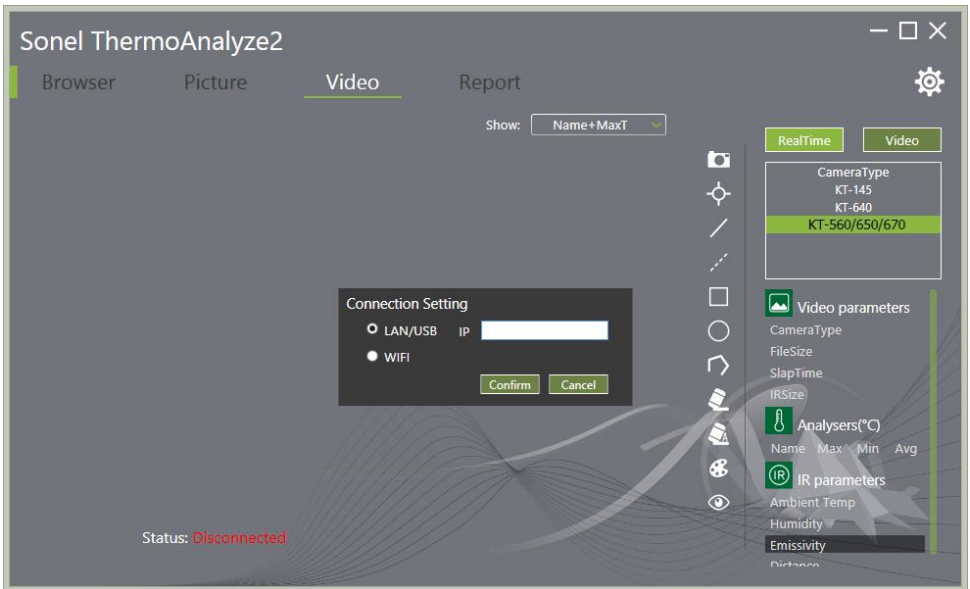 Sonel ThermoAnalyze2
Browser Picture Video Report
Show: Name+MaxT
RealTime Video
CameraType
KT-145
KT-640
KT-560/650/670
Connection Setting
LAN/USB IP
WIFI
Confirm Cancel
Status: Disconnected
Video parameters
CameraType
FileSize
SlapTime
IRSize
Analysers(°C)
Name Max Min Avg
IR IR parameters
Ambient Temp
Humidity
Emissivity
Distance